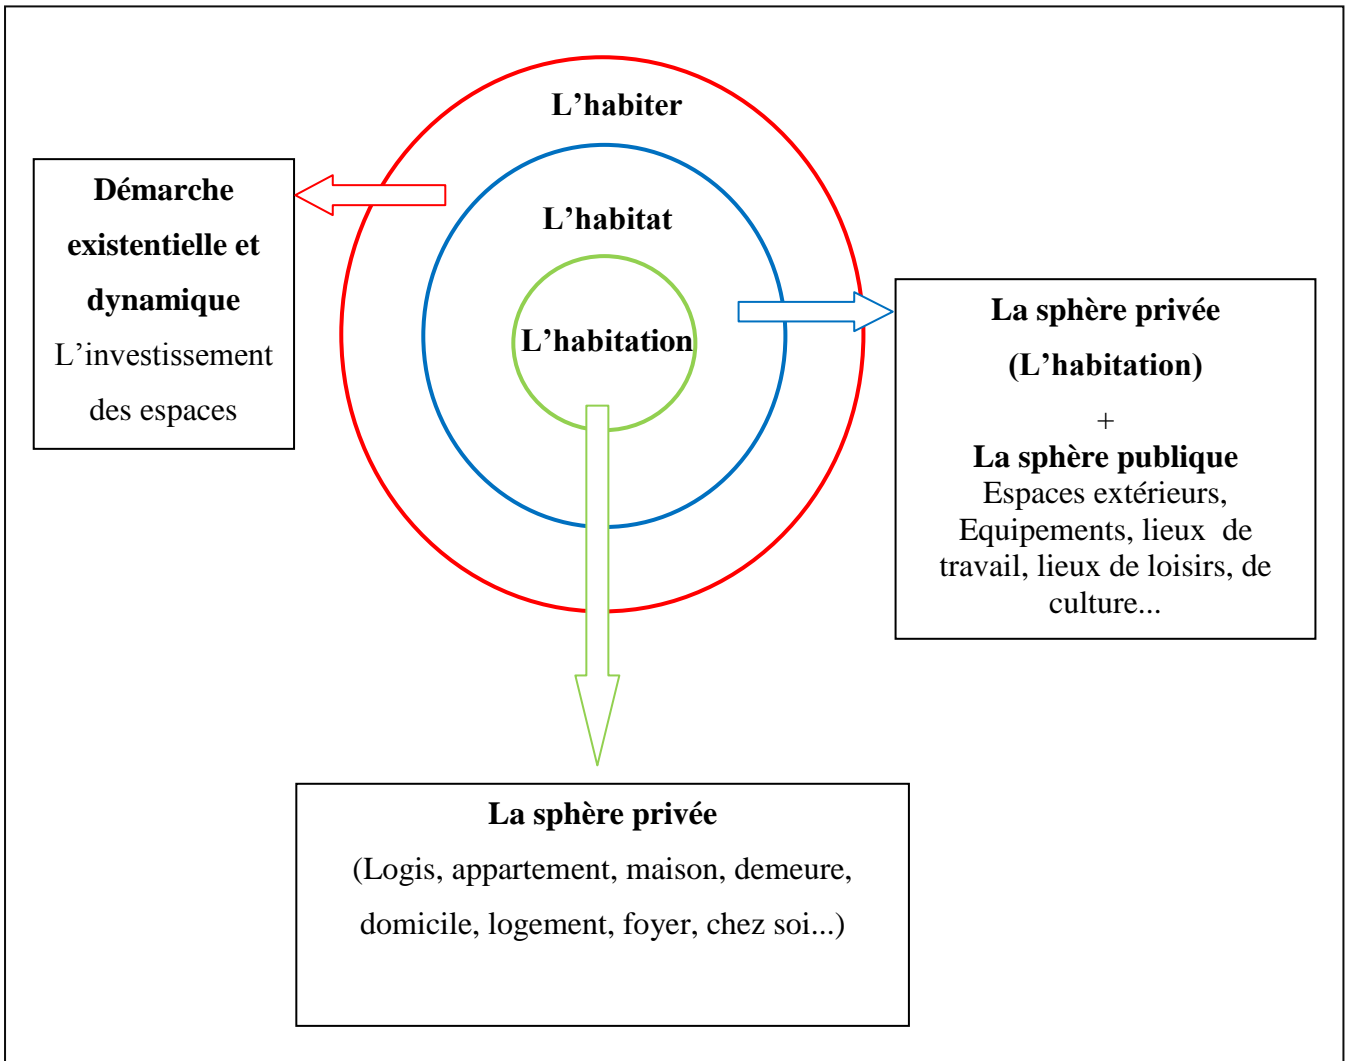 L’habiter
Démarche
existentielle et
dynamique
L’investissement
des espaces
L’habitat
L’habitation
La sphère privée
(L’habitation)
+
La sphère publique
Espaces extérieurs,
Equipements, lieux de
travail, lieux de loisirs, de
culture...
La sphère privée
(Logis, appartement, maison, demeure,
domicile, logement, foyer, chez soi...)